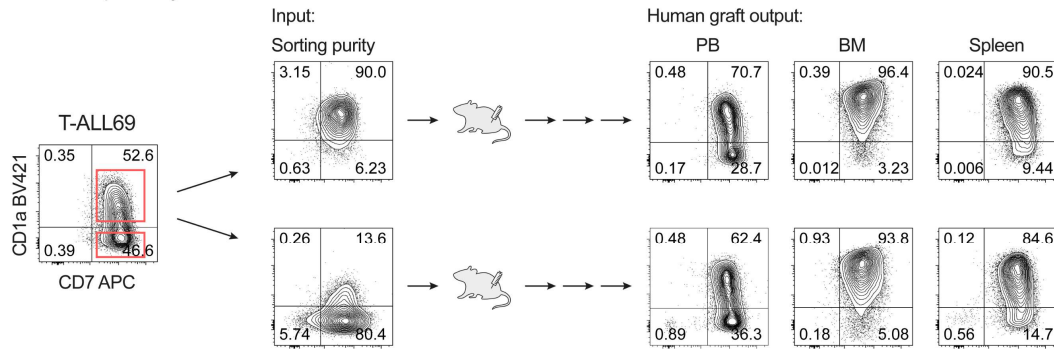 Input:
Human graft output:
Sorting purity
PB
BM
Spleen
3.15 90.0
0.63 6.23
0.48 70.7
0.17 28.7
0.39 96.4
0.012 3.23
0.024 90.5
0.006 9.44
T-ALL69
0.35 52.6
0.39 46.6
CD1a BV421
CD7 APC
0.26 13.6
5.74 80.4
0.48 62.4
0.89 36.3
0.93 93.8
0.18 5.08
0.12 84.6
0.56 14.7